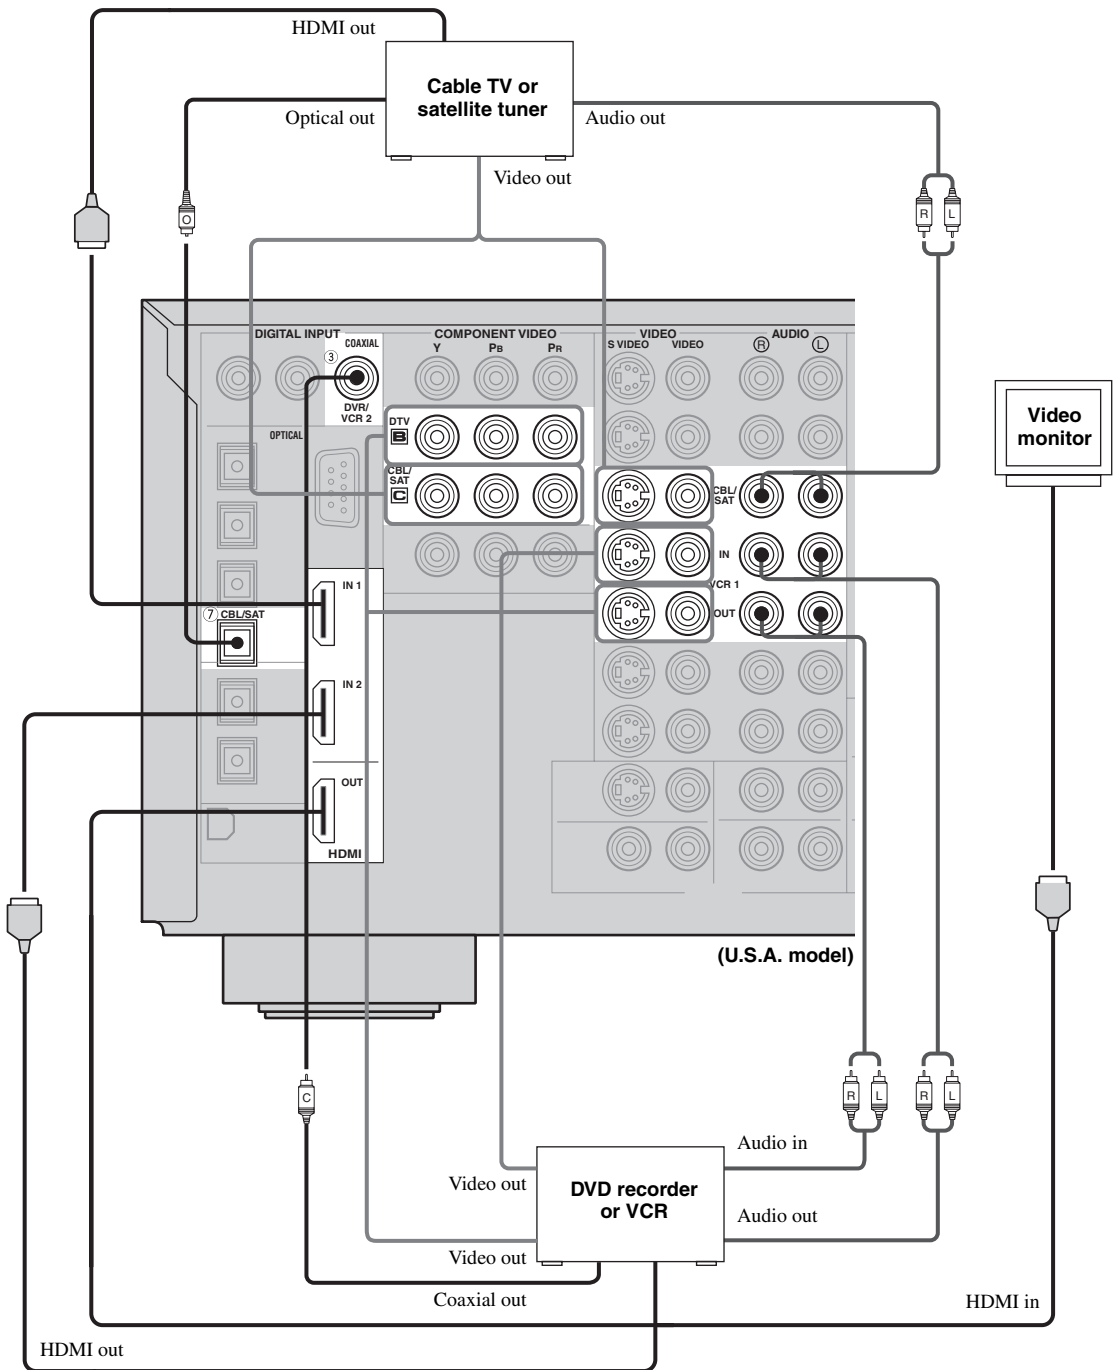 HDMI out
Cable TV or
satellite tuner
Optical out
Audio out
Video out
O
R L
DIGITAL INPUT
COMPONENT VIDEO
VIDEO
AUDIO
COAXIAL
Y PB PR
S VIDEO VIDEO
R L
3
DVR/
VCR 2
OPTICAL
DTV
B
CBL/
SAT
C
CBL/
SAT
IN
VCR 1
OUT
Video
monitor
IN 1
7 CBL/SAT
IN 2
OUT
HDMI
(U.S.A. model)
C
R L R L
Audio in
Video out
DVD recorder
or VCR
Audio out
Video out
Coaxial out
HDMI in
HDMI out